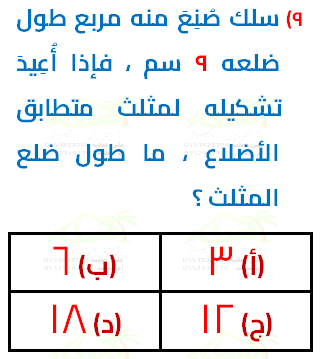 ٩) سلك صُنِعَ منه مربع طول
ضلعه ٩ سم ، فإذا أُعِيدَ
تشكيله لمثلث متطابق
الأضلاع ، ما طول ضلع
المثلث ؟
(أ) ٣ (ب) ٦
(ج) ١٢ (د) ١٨